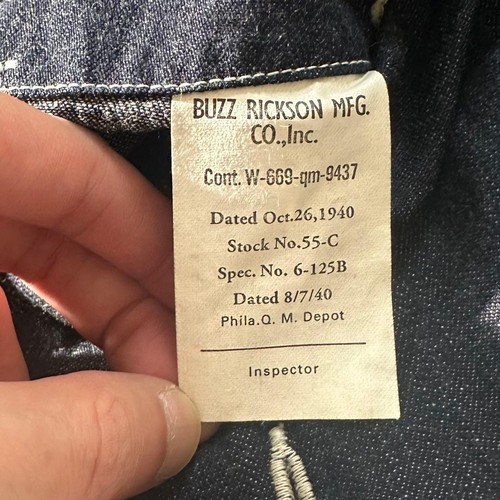 BUZZ RICKSON MFG.
CO.,Inc.
Cont. W-669-qm-9437
Dated Oct.26,1940
Stock No.55-C
Spec. No. 6-125B
Dated 8/7/40
Phila.Q. M. Depot
Inspector